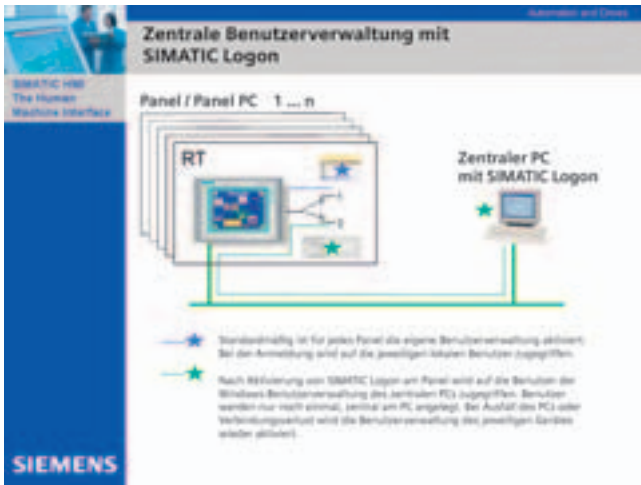 Automation and Drives
Zentrale Benutzerverwaltung mit
SIMATIC Logon
SIMATIC HMI
The Human
Machine Interface
Panel / Panel PC 1 ... n
RT
Zentraler PC
mit SIMATIC Logon
Standardmäßig ist für jedes Panel die eigene Benutzerverwaltung aktiviert.
Bei der Anmeldung wird auf die jeweiligen lokalen Benutzer zugegriffen.
Nach Aktivierung von SIMATIC Logon am Panel wird auf die Benutzer der
Windows Benutzerverwaltung des zentralen PCs zugegriffen. Benutzer
werden nur noch einmal, zentral am PC angelegt. Bei Ausfall des PCs oder
Verbindungsverlust wird die Benutzerverwaltung des jeweiligen Gerätes
wieder aktiviert.
SIEMENS